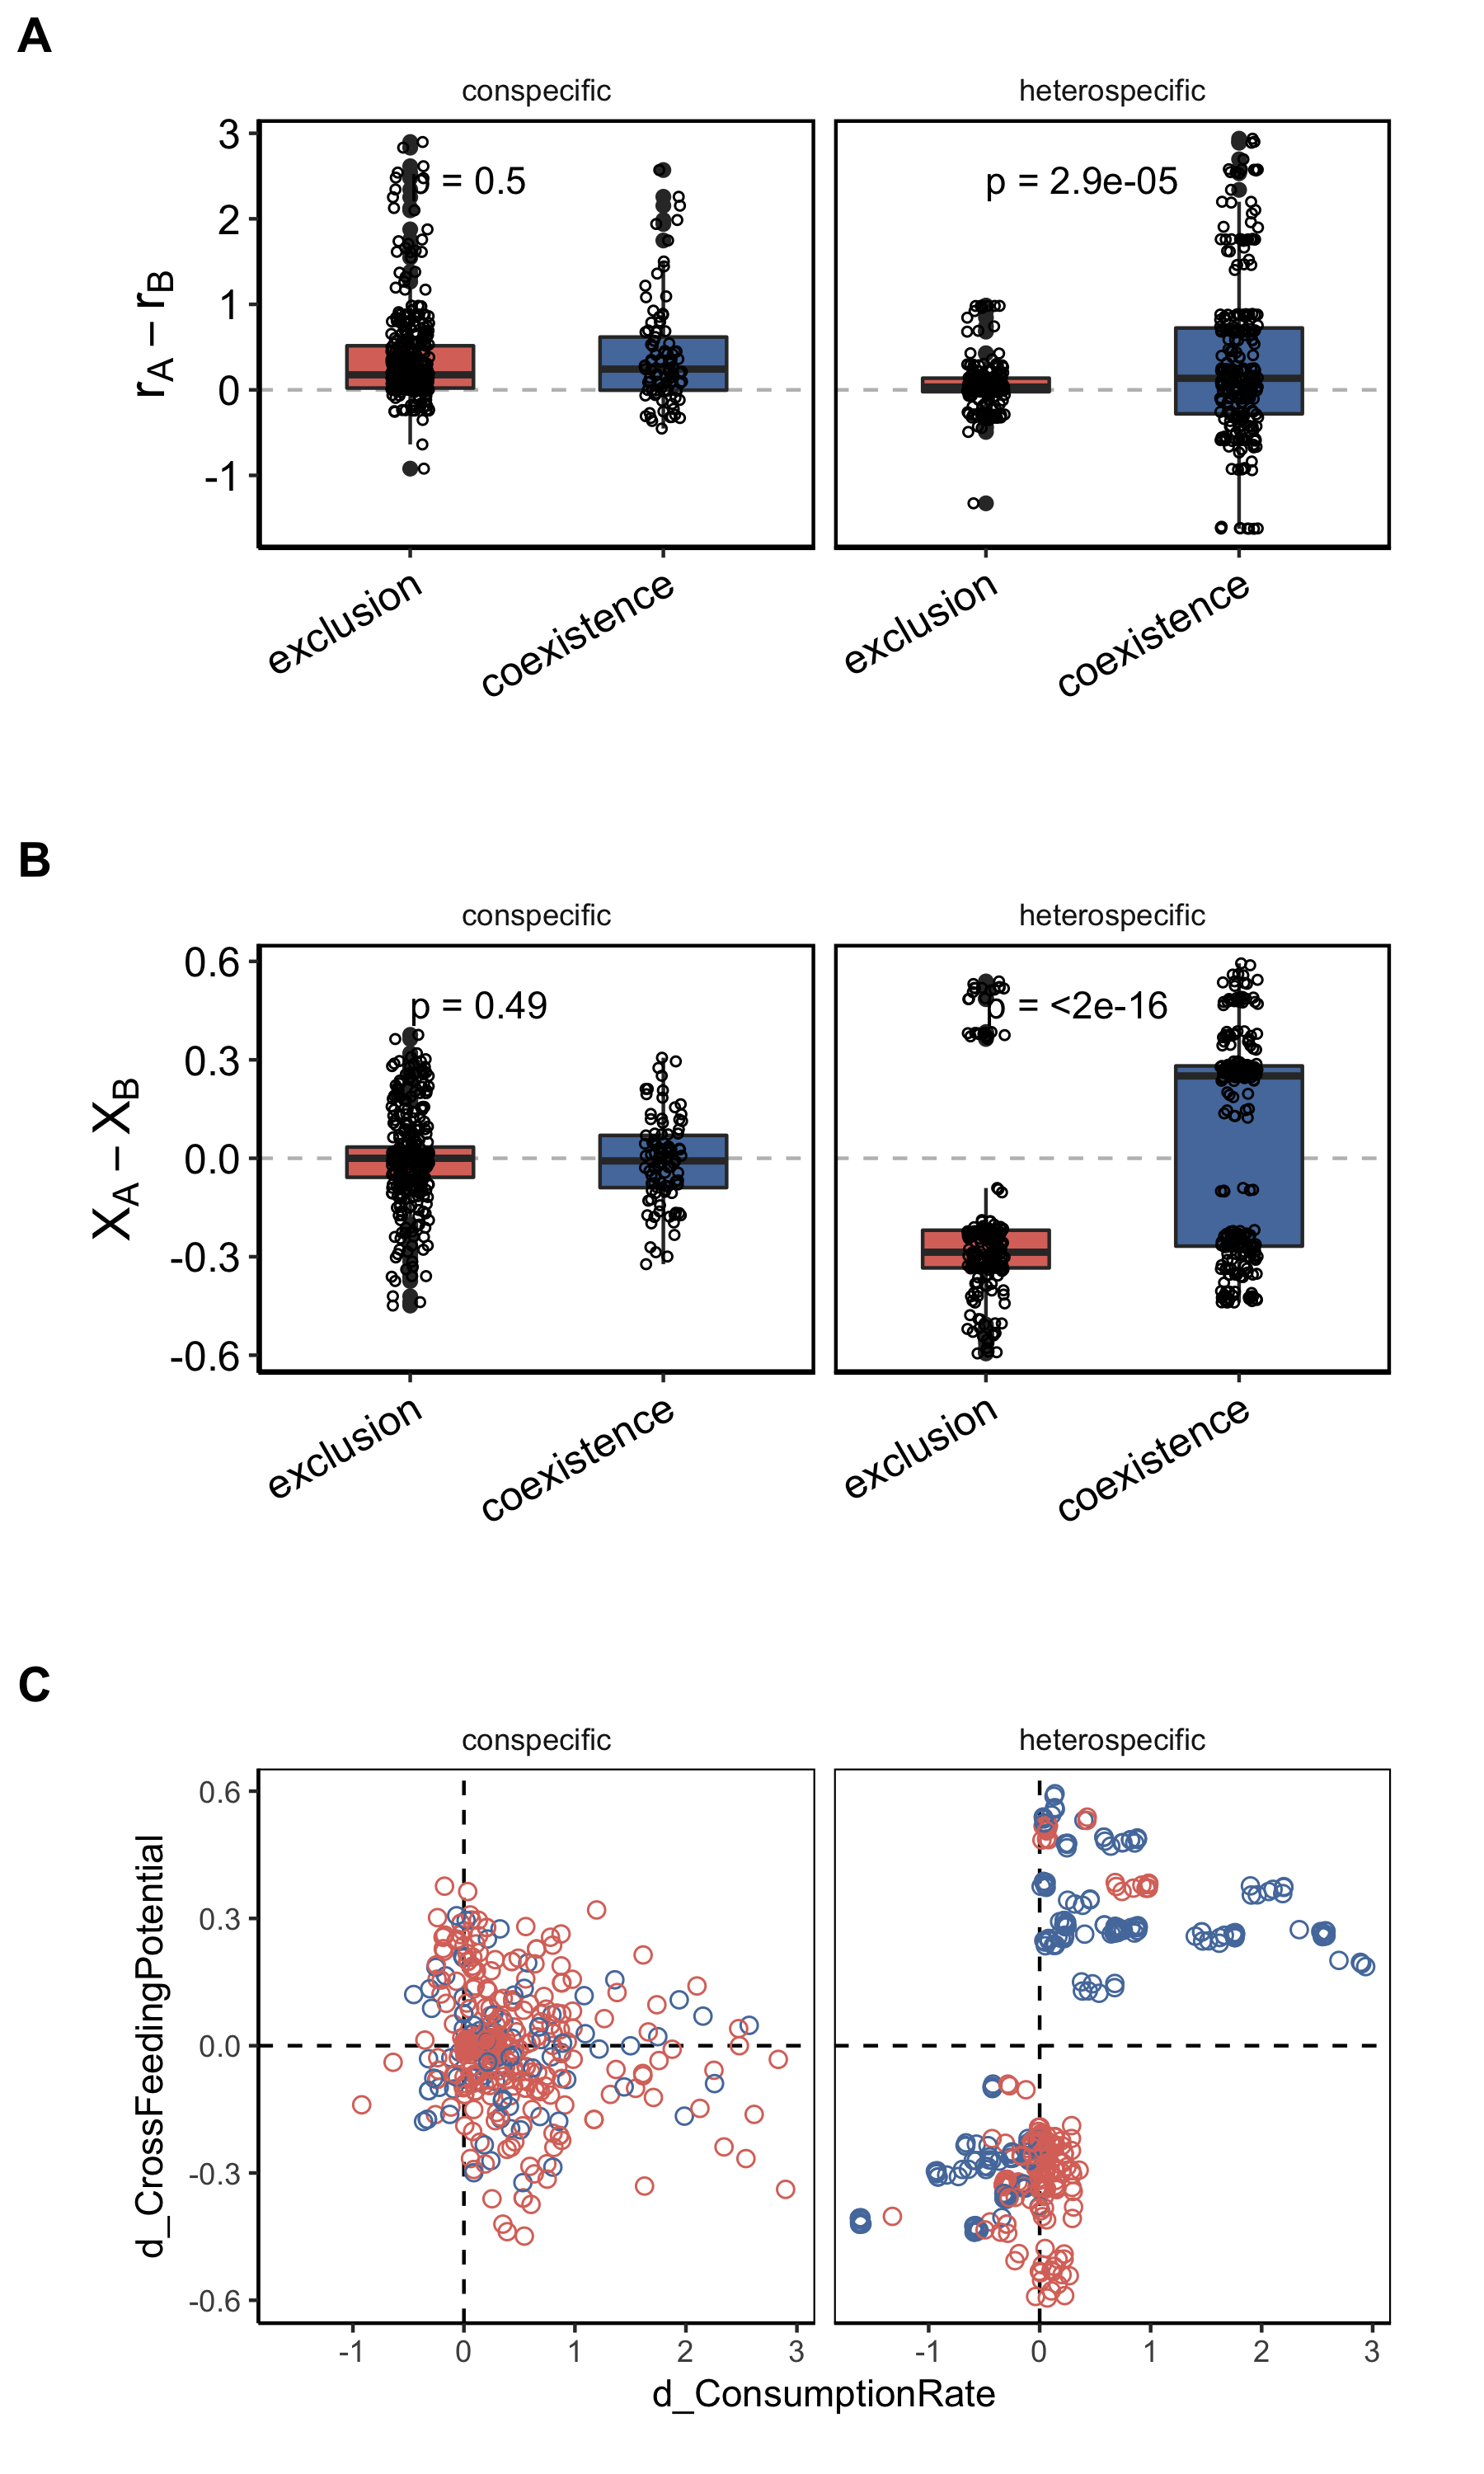 A
conspecific heterospecific
3
2
1
0
-1
rA − rB
= 0.5
p = 2.9e-05
exclusion coexistence exclusion coexistence
B
conspecific heterospecific
0.6
0.3
0.0
-0.3
-0.6
XA − XB
p = 0.49
= <2e-16
exclusion coexistence exclusion coexistence
C
conspecific heterospecific
0.6
0.3
0.0
-0.3
-0.6
d_CrossFeedingPotential
-1 0 1 2 3 -1 0 1 2 3
d_ConsumptionRate